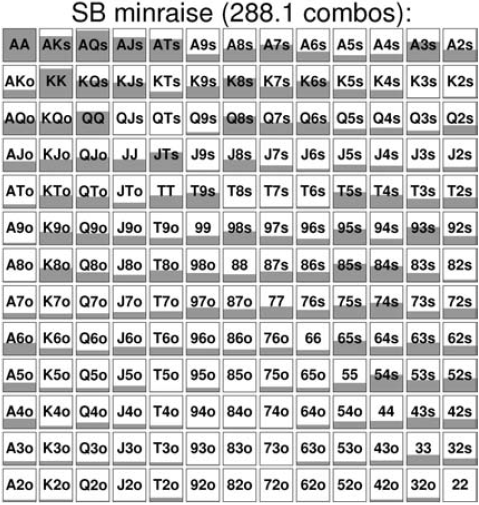 SB minraise (288.1 combos):
AA AKs AQs AJs ATs A9s A8s A7s A6s A5s A4s A3s A2s
AKo KK KQs KJs KTs K9s K8s K7s K6s K5s K4s K3s K2s
AQo KQo QQ QJs QTs Q9s Q8s Q7s Q6s Q5s Q4s Q3s Q2s
AJo KJo QJo JJ JTs J9s J8s J7s J6s J5s J4s J3s J2s
ATo KTo QTo JTo TT T9s T8s T7s T6s T5s T4s T3s T2s
A9o K9o Q9o J9o T9o 99 98s 97s 96s 95s 94s 93s 92s
A8o K8o Q8o J8o T8o 98o 88 87s 86s 85s 84s 83s 82s
A7o K7o Q7o J7o T7o 97o 87o 77 76s 75s 74s 73s 72s
A6o K6o Q6o J6o T6o 96o 86o 76o 66 65s 64s 63s 62s
A5o K5o Q5o J5o T5o 95o 85o 75o 65o 55 54s 53s 52s
A4o K4o Q4o J4o T4o 94o 84o 74o 64o 54o 44 43s 42s
A3o K3o Q3o J3o T3o 93o 83o 73o 63o 53o 43o 33 32s
A2o K2o Q2o J2o T2o 92o 82o 72o 62o 52o 42o 32o 22